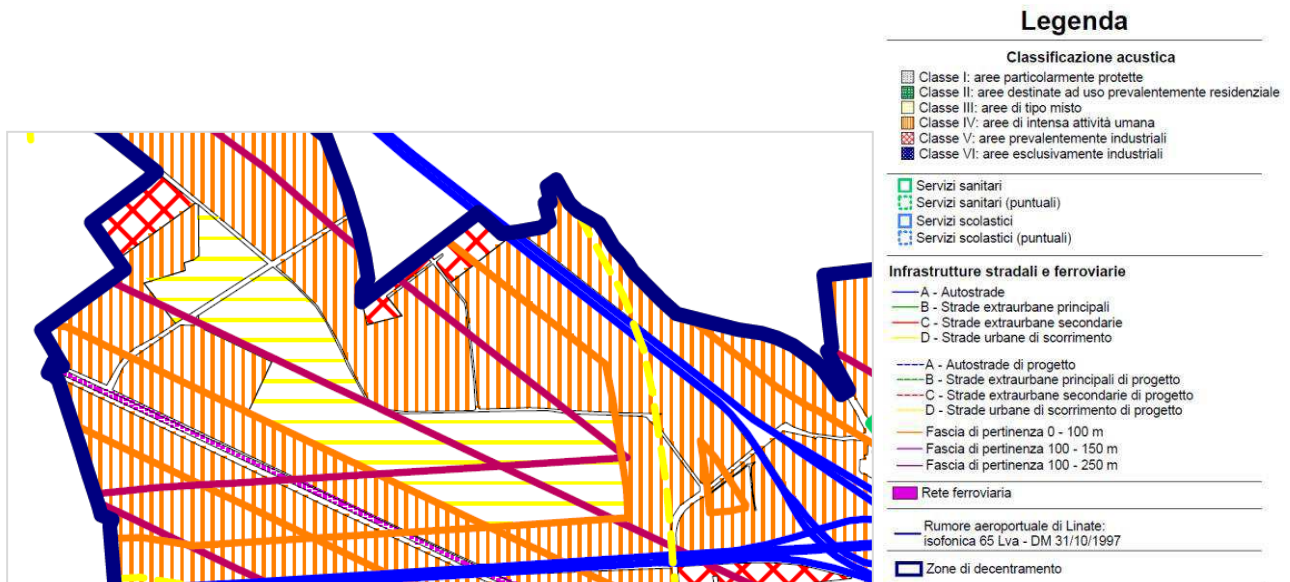 Legenda
Classificazione acustica
Classe I: aree particolarmente protette
Classe II: aree destinate ad uso prevalentemente residenziale
Classe III: aree di tipo misto
Classe IV: aree di intensa attività umana
Classe V: aree prevalentemente industriali
Classe VI: aree esclusivamente industriali
Servizi sanitari
Servizi sanitari (puntuali)
Servizi scolastici
Servizi scolastici (puntuali)
Infrastrutture stradali e ferroviarie
A - Autostrade
B - Strade extraurbane principali
C - Strade extraurbane secondarie
D - Strade urbane di scorrimento
A - Autostrade di progetto
B - Strade extraurbane principali di progetto
C - Strade extraurbane secondarie di progetto
D - Strade urbane di scorrimento di progetto
Fascia di pertinenza 0 - 100 m
Fascia di pertinenza 100 - 150 m
Fascia di pertinenza 100 - 250 m
Rete ferroviaria
Rumore aeroportuale di Linate:
isofonica 65 Lva - DM 31/10/1997
Zone di decentramento